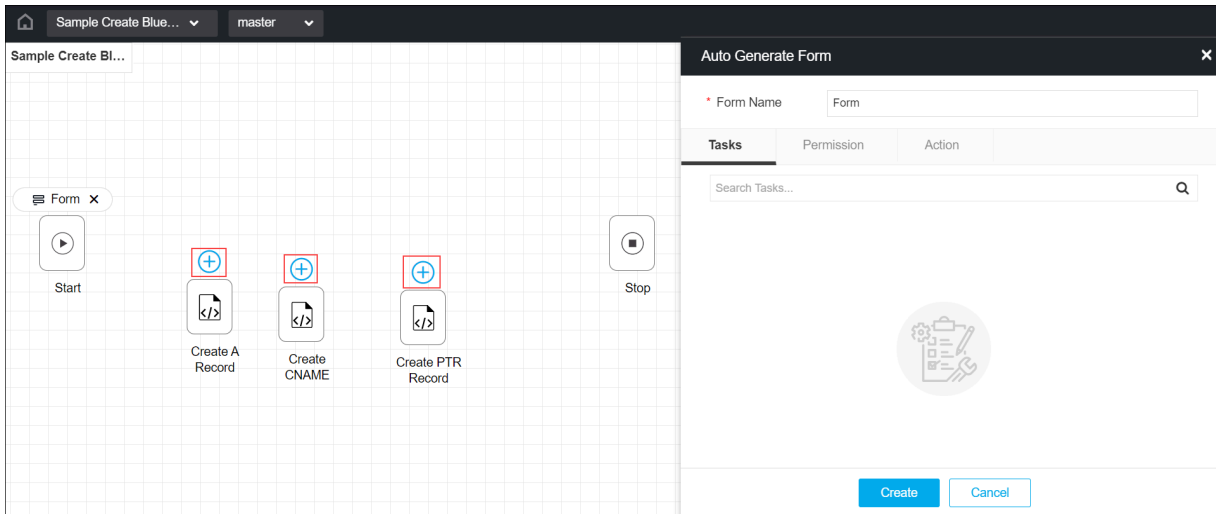 Sample Create Blue... master
Sample Create Bl...
Auto Generate Form
* Form Name Form
Tasks Permission Action
Search Tasks...
Form
Start
Stop
Create A
Record
Create
CNAME
Create PTR
Record
Create Cancel